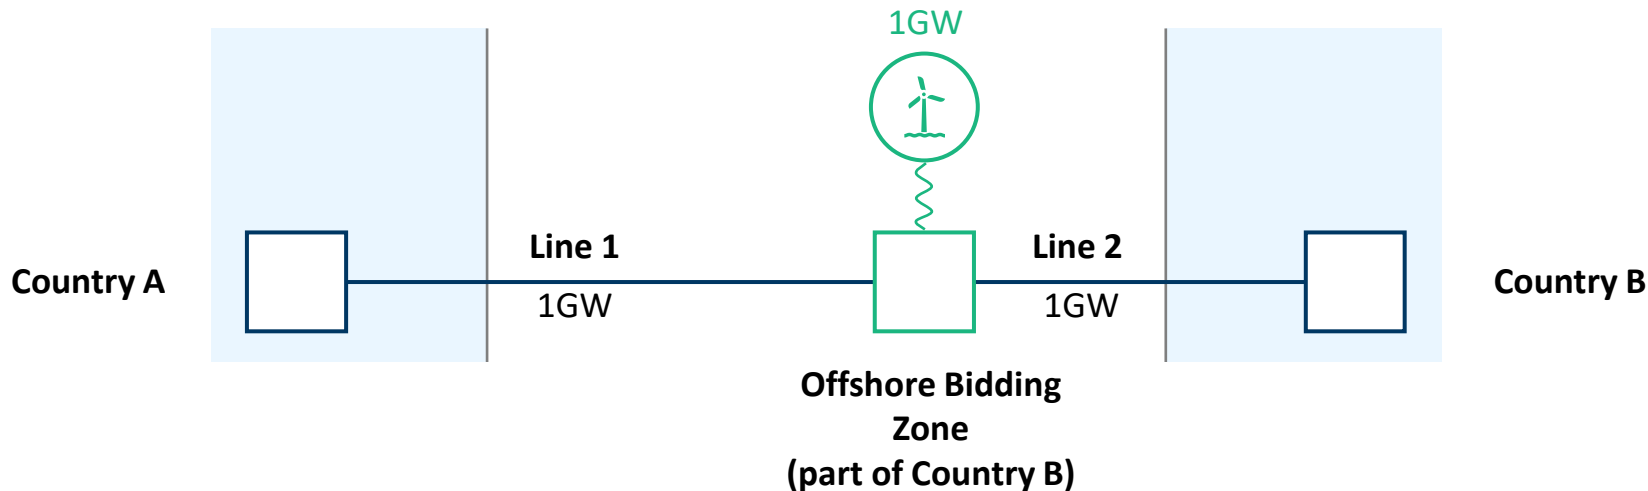 1GW
Line 1
Line 2
Country A
Country B
1GW
1GW
Offshore Bidding
Zone
(part of Country B)